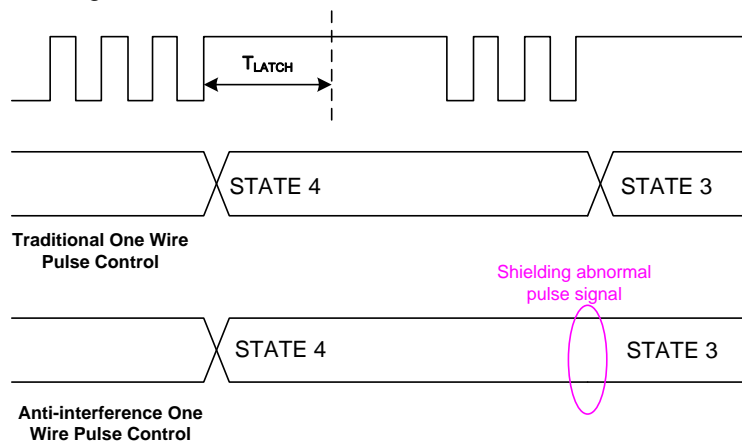 TLATCH
STATE 4
STATE 3
Traditional One Wire
Pulse Control
Shielding abnormal
pulse signal
STATE 4
STATE 3
Anti-interference One
Wire Pulse Control